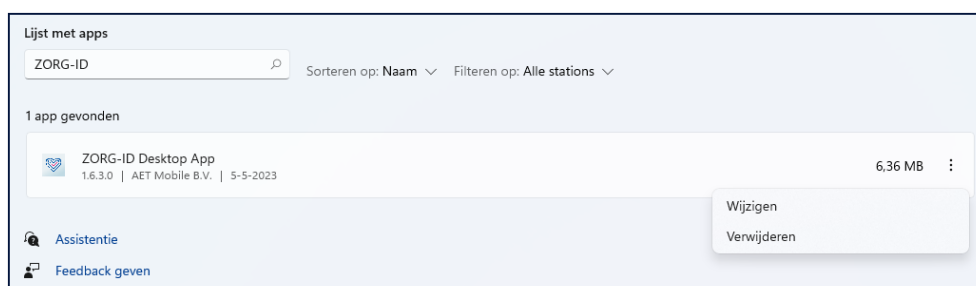 Lijst met apps
ZORG-ID
Sorteren op: Naam Filteren op: Alle stations
1 app gevonden
ZORG-ID Desktop App
1.6.3.0 | AET Mobile B.V. | 5-5-2023
6,36 MB
Wijzigen
Verwijderen
Assistentie
Feedback geven